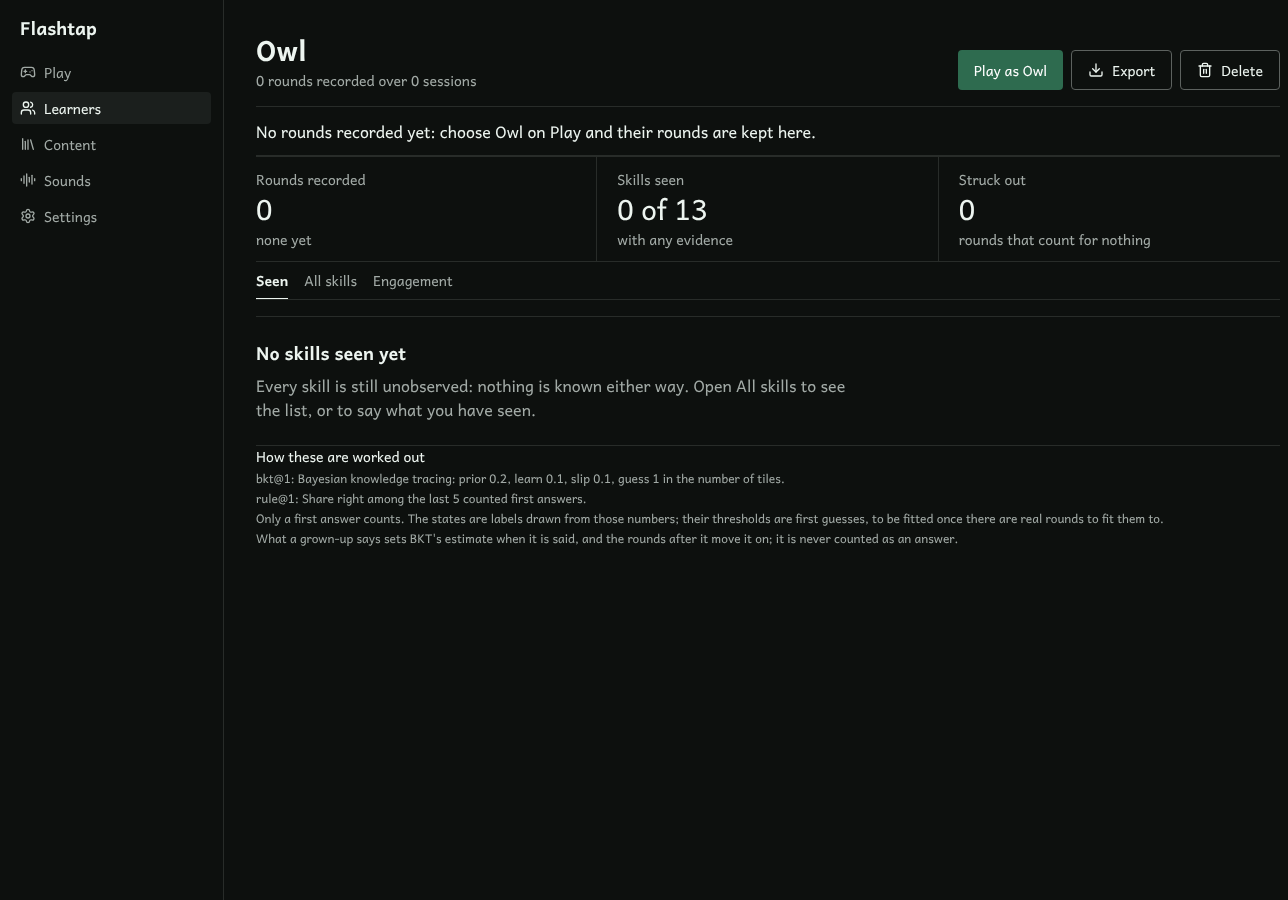 Flashtap
Play
Learners
Content
Sounds
Settings
Owl
0 rounds recorded over 0 sessions
Play as Owl
Export
Delete
No rounds recorded yet: choose Owl on Play and their rounds are kept here.
Rounds recorded
0
none yet
Skills seen
0 of 13
with any evidence
Struck out
0
rounds that count for nothing
Seen
All skills
Engagement
No skills seen yet
Every skill is still unobserved: nothing is known either way. Open All skills to see
the list, or to say what you have seen.
How these are worked out
bkt@1: Bayesian knowledge tracing: prior 0.2, learn 0.1, slip 0.1, guess 1 in the number of tiles.
rule@1: Share right among the last 5 counted first answers.
Only a first answer counts. The states are labels drawn from those numbers; their thresholds are first guesses, to be fitted once there are real rounds to fit them to.
What a grown-up says sets BKT's estimate when it is said, and the rounds after it move it on; it is never counted as an answer.